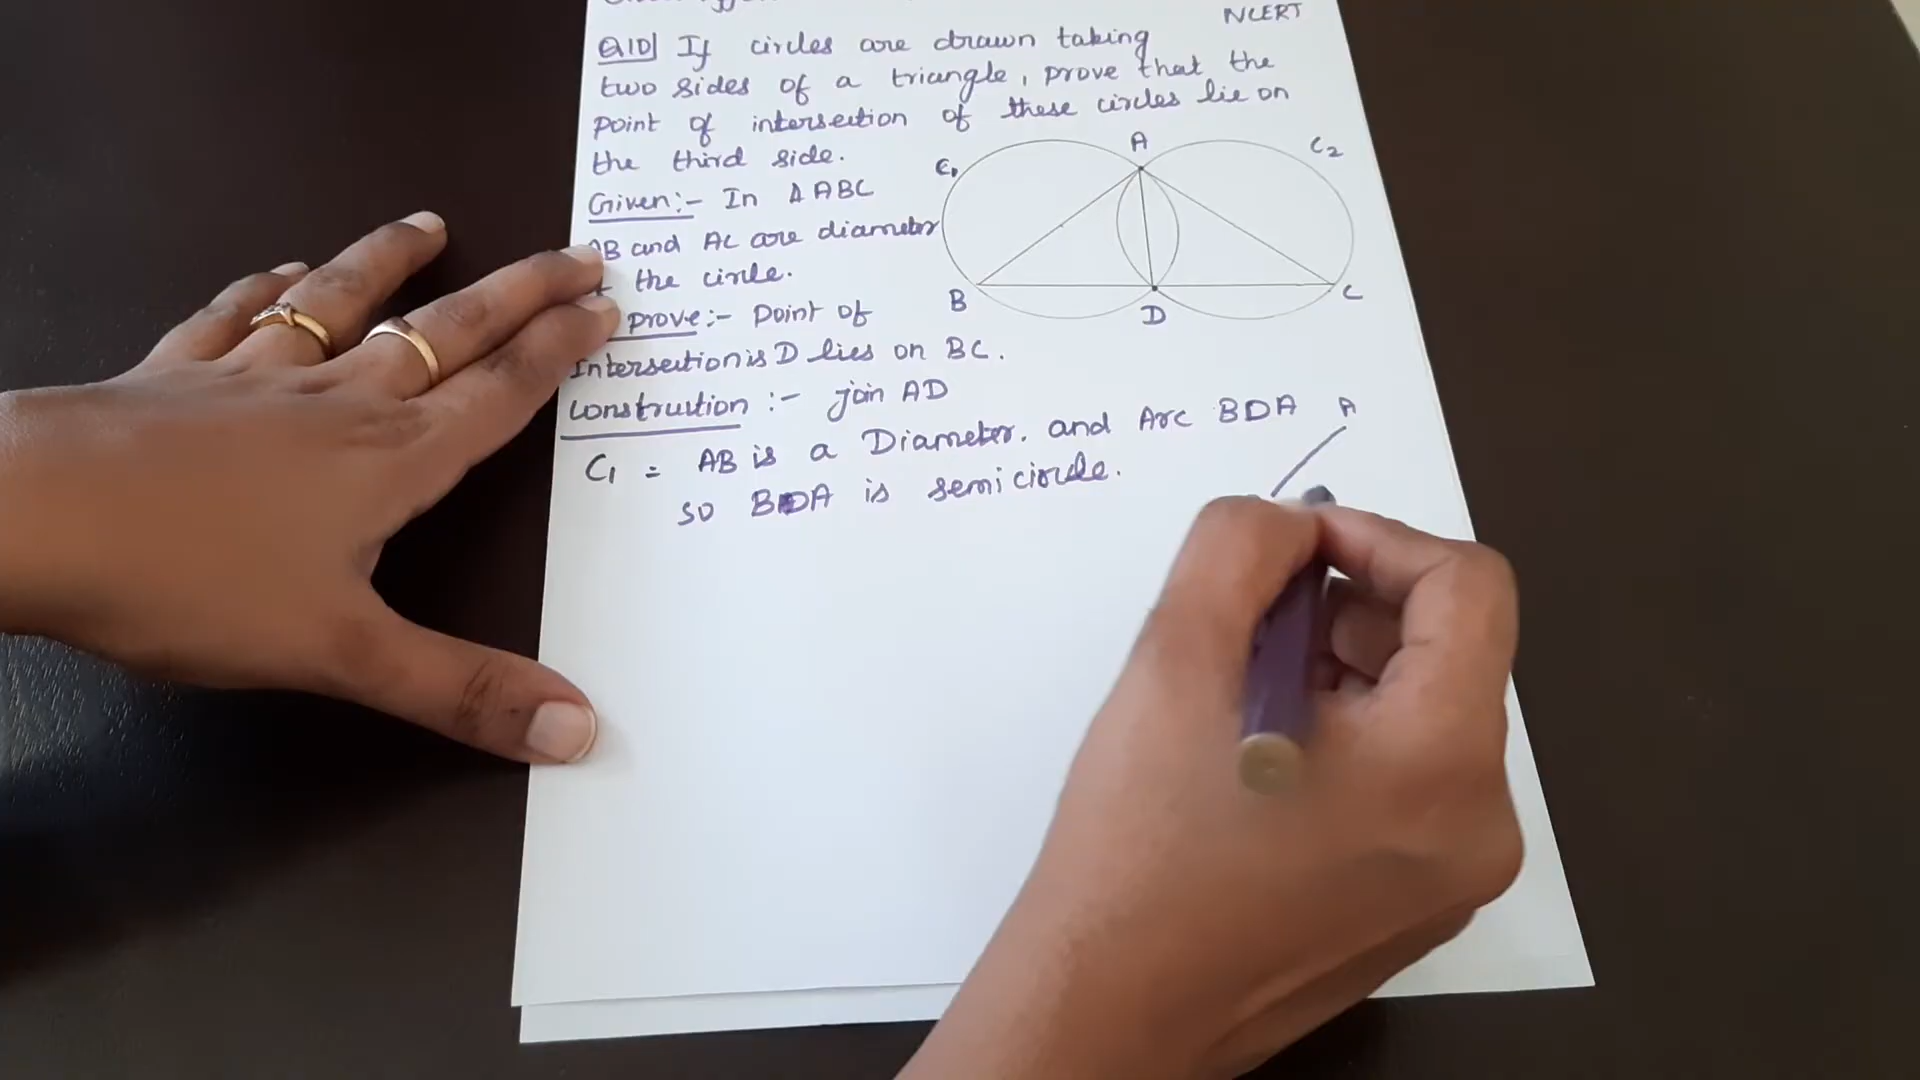 NCERT
Q10 If circles are drawn taking
two sides of a triangle, prove that the
point of intersection of these circles lie on
the third side.
Given:- In Δ ABC
AB and AC are diameter
the circle.
prove:- Point of
Intersection is D lies on BC.
Construction :- join AD
C1 = AB is a Diameter. and Arc BDA
so BDA is semicircle.
A
C1
C2
B
D
C
A